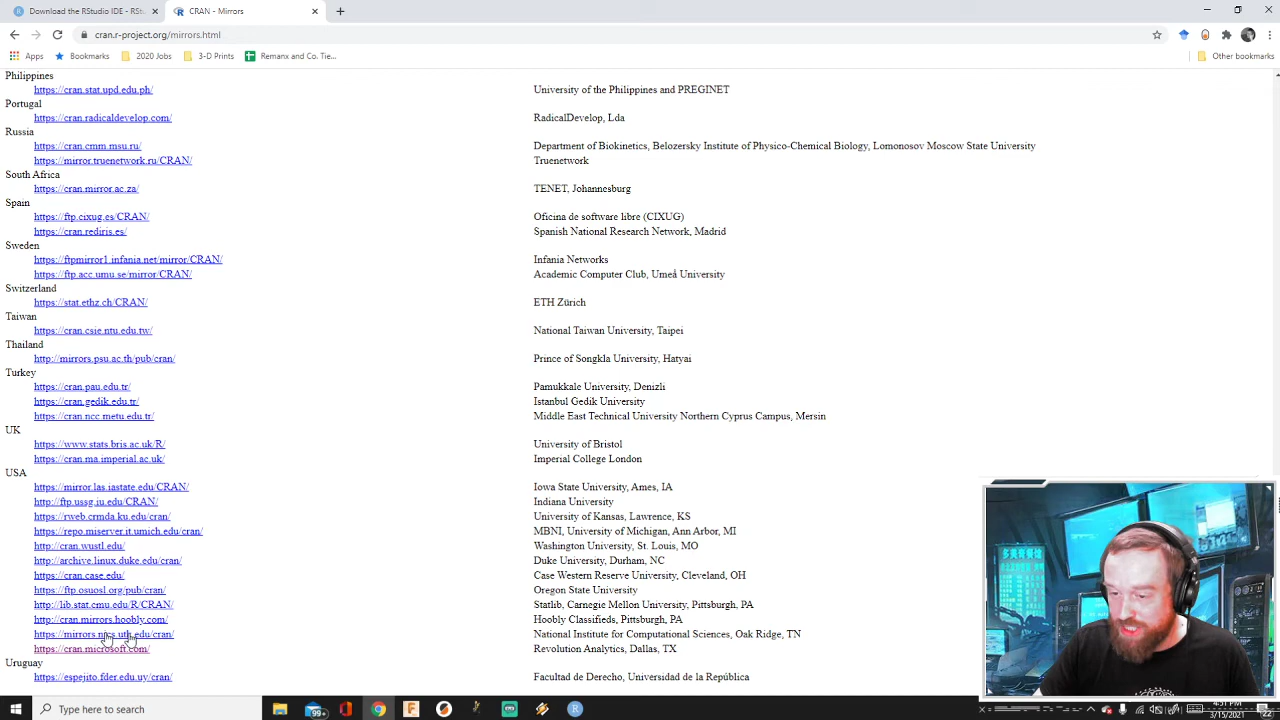 Download the RStudio IDE - RSt
CRAN - Mirrors
cran.r-project.org/mirrors.html
Apps
Bookmarks
2020 Jobs
3-D Prints
Remanx and Co. Tie...
Other bookmarks
Philippines
https://cran.stat.upd.edu.ph/ University of the Philippines and PREGINET
Portugal
https://cran.radicaldevelop.com/ RadicalDevelop, Lda
Russia
https://cran.cmm.msu.ru/ Department of Biokinetics, Belozersky Institute of Physico-Chemical Biology, Lomonosov Moscow State University
https://mirror.truenetwork.ru/CRAN/ Truenetwork
South Africa
https://cran.mirror.ac.za/ TENET, Johannesburg
Spain
https://ftp.cixug.es/CRAN/ Oficina de software libre (CIXUG)
https://cran.rediris.es/ Spanish National Research Network, Madrid
Sweden
https://ftpmirror1.infania.net/mirror/CRAN/ Infania Networks
https://ftp.acc.umu.se/mirror/CRAN/ Academic Computer Club, Umeå University
Switzerland
https://stat.ethz.ch/CRAN/ ETH Zürich
Taiwan
https://cran.csie.ntu.edu.tw/ National Taiwan University, Taipei
Thailand
http://mirrors.psu.ac.th/pub/cran/ Prince of Songkla University, Hatyai
Turkey
https://cran.pau.edu.tr/ Pamukkale University, Denizli
https://cran.gedik.edu.tr/ Istanbul Gedik University
https://cran.ncc.metu.edu.tr/ Middle East Technical University Northern Cyprus Campus, Mersin
UK
https://www.stats.bris.ac.uk/R/ University of Bristol
https://cran.ma.imperial.ac.uk/ Imperial College London
USA
https://mirror.las.iastate.edu/CRAN/ Iowa State University, Ames, IA
http://ftp.ussg.iu.edu/CRAN/ Indiana University
https://rweb.crmda.ku.edu/cran/ University of Kansas, Lawrence, KS
https://repo.miserver.it.umich.edu/cran/ MBNI, University of Michigan, Ann Arbor, MI
http://cran.wustl.edu/ Washington University, St. Louis, MO
http://archive.linux.duke.edu/cran/ Duke University, Durham, NC
https://cran.case.edu/ Case Western Reserve University, Cleveland, OH
https://ftp.osuosl.org/pub/cran/ Oregon State University
http://lib.stat.cmu.edu/R/CRAN/ Statlib, Carnegie Mellon University, Pittsburgh, PA
http://cran.mirrors.hoobly.com/ Hoobly Classifieds, Pittsburgh, PA
https://mirrors.nics.utk.edu/cran/ National Institute for Computational Sciences, Oak Ridge, TN
https://cran.microsoft.com/ Revolution Analytics, Dallas, TX
Uruguay
https://espejito.fder.edu.uy/cran/ Facultad de Derecho, Universidad de la República
Type here to search
99+
4:51 PM
3/15/2021